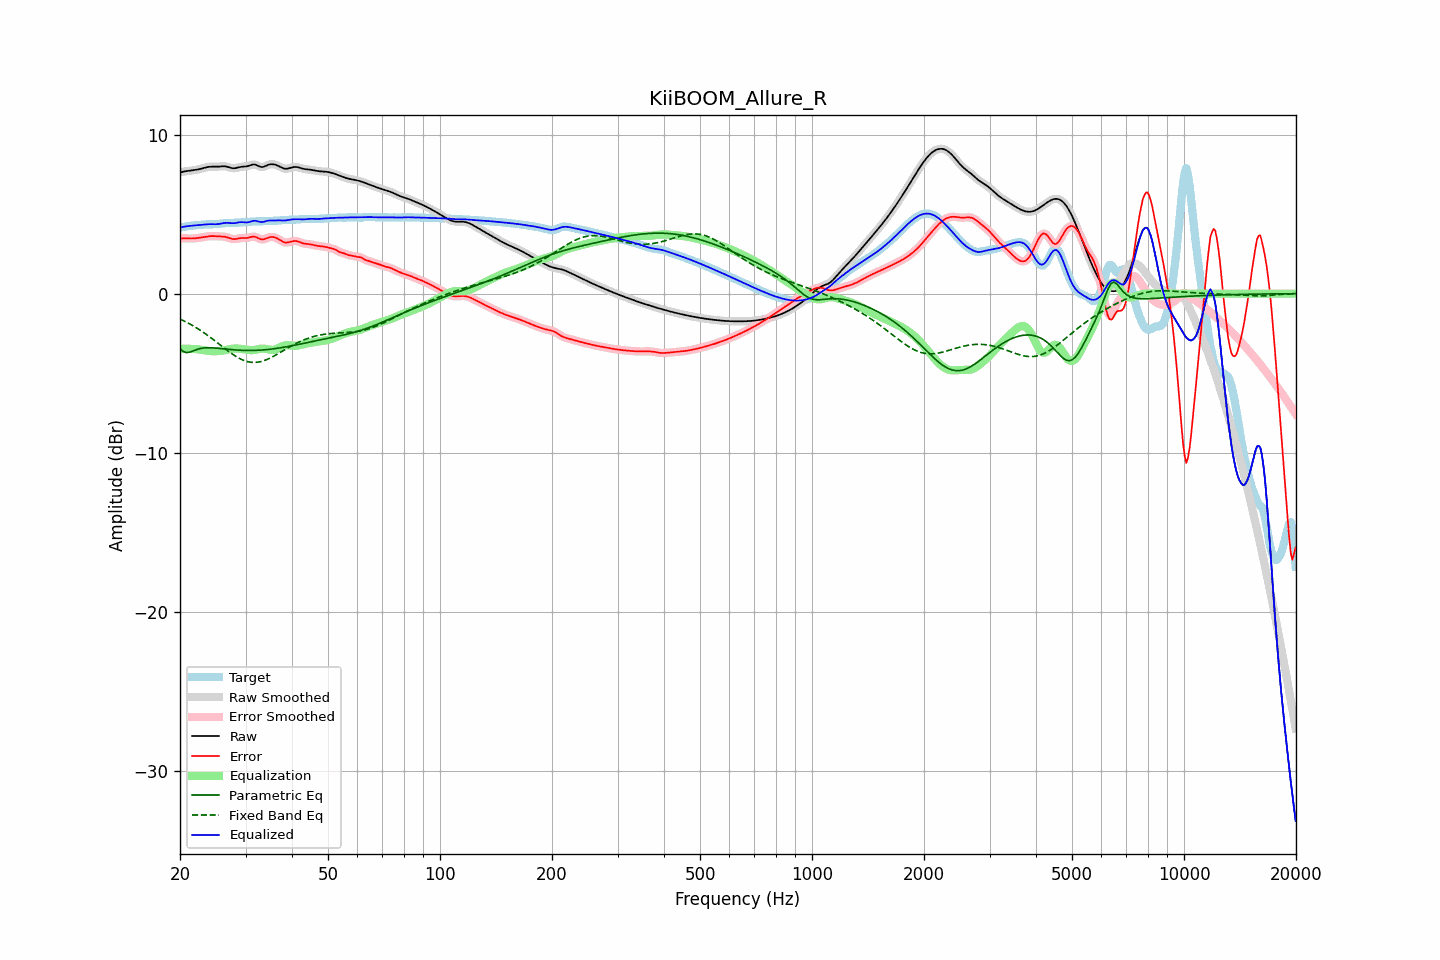 KiiBOOM_Allure_R
Amplitude (dBr)
10
0
−10
−20
−30
Target
Raw Smoothed
Error Smoothed
Raw
Error
Equalization
Parametric Eq
Fixed Band Eq
Equalized
20 50 100 200 500 1000 2000 5000 10000 20000
Frequency (Hz)